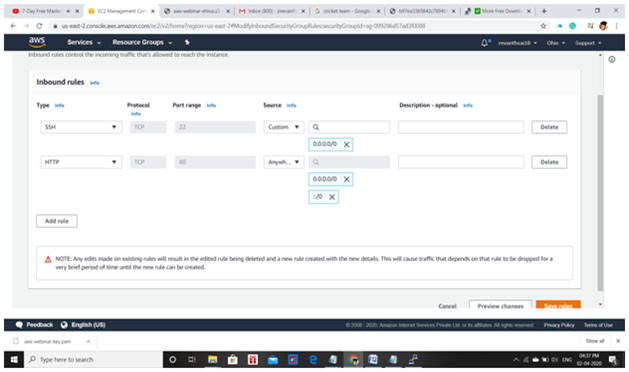 7-Day Free Master
EC2 Management Con
aws-webinar-etnus.c
cricket team - Google
More Free Downlo
us-east-2.console.aws.amazon.com/ec2/v2/home?region=us-east-2#ModifyInboundSecurityGroupRules:securityGroupId=sg-099286d57ad3f0088
aws
Services
Resource Groups
Ohio
Support
Inbound rules control the incoming traffic that's allowed to reach the instance.
Inbound rules Info
Type Info
Protocol
Info
Port range Info
Source Info
Description - optional Info
SSH
TCP
22
Custom
Delete
0.0.0.0/0
HTTP
TCP
80
Anywh...
Delete
0.0.0.0/0
::/0
Add rule
NOTE: Any edits made on existing rules will result in the edited rule being deleted and a new rule created with the new details. This will cause traffic that depends on that rule to be dropped for a
very brief period of time until the new rule can be created.
Cancel
Preview changes
Save rules
Feedback
English (US)
© 2008 - 2020, Amazon Internet Services Private Ltd. or its affiliates. All rights reserved.
Privacy Policy
Terms of Use
aws-webinar-key.pem
Show all
Type here to search
ENG
04:37 PM
02-04-2020